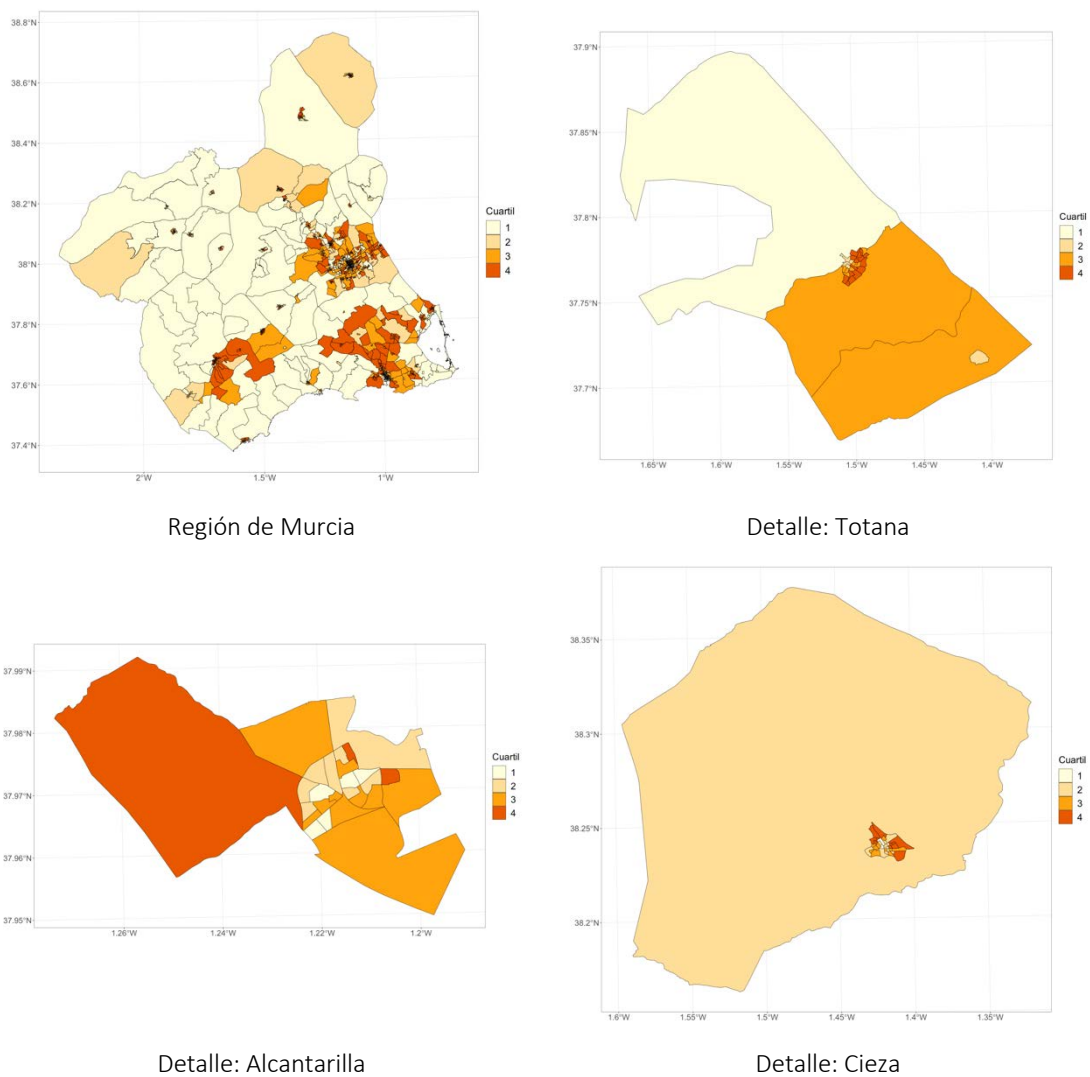 38.8°N
38.6°N
38.4°N
38.2°N
38°N
37.8°N
37.6°N
37.4°N
2°W 1.5°W 1°W
Cuartil
1
2
3
4
Región de Murcia
37.9°N
37.85°N
37.8°N
37.75°N
37.7°N
1.65°W 1.6°W 1.55°W 1.5°W 1.45°W 1.4°W
Cuartil
1
2
3
4
Detalle: Totana
37.99°N
37.98°N
37.97°N
37.96°N
37.95°N
1.26°W 1.24°W 1.22°W 1.2°W
Cuartil
1
2
3
4
Detalle: Alcantarilla
38.35°N
38.3°N
38.25°N
38.2°N
1.6°W 1.55°W 1.5°W 1.45°W 1.4°W 1.35°W
Cuartil
1
2
3
4
Detalle: Cieza